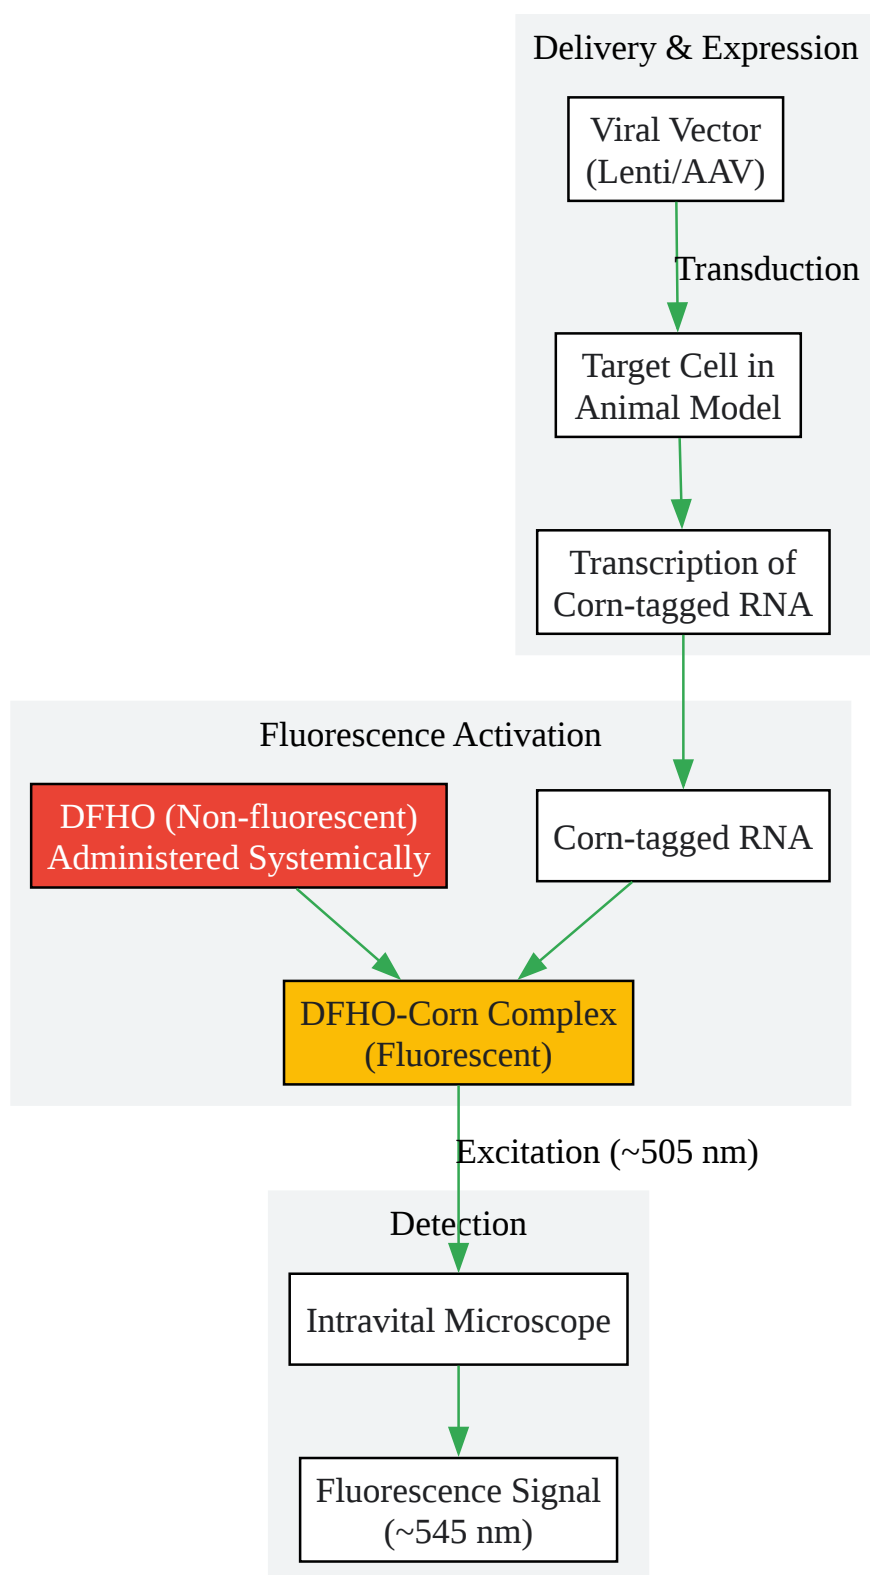 Delivery & Expression
Viral Vector
(Lenti/AAV)
Transduction
Target Cell in
Animal Model
Transcription of
Corn-tagged RNA
Fluorescence Activation
DFHO (Non-fluorescent)
Administered Systemically
Corn-tagged RNA
DFHO-Corn Complex
(Fluorescent)
Excitation (~505 nm)
Detection
Intravital Microscope
Fluorescence Signal
(~545 nm)